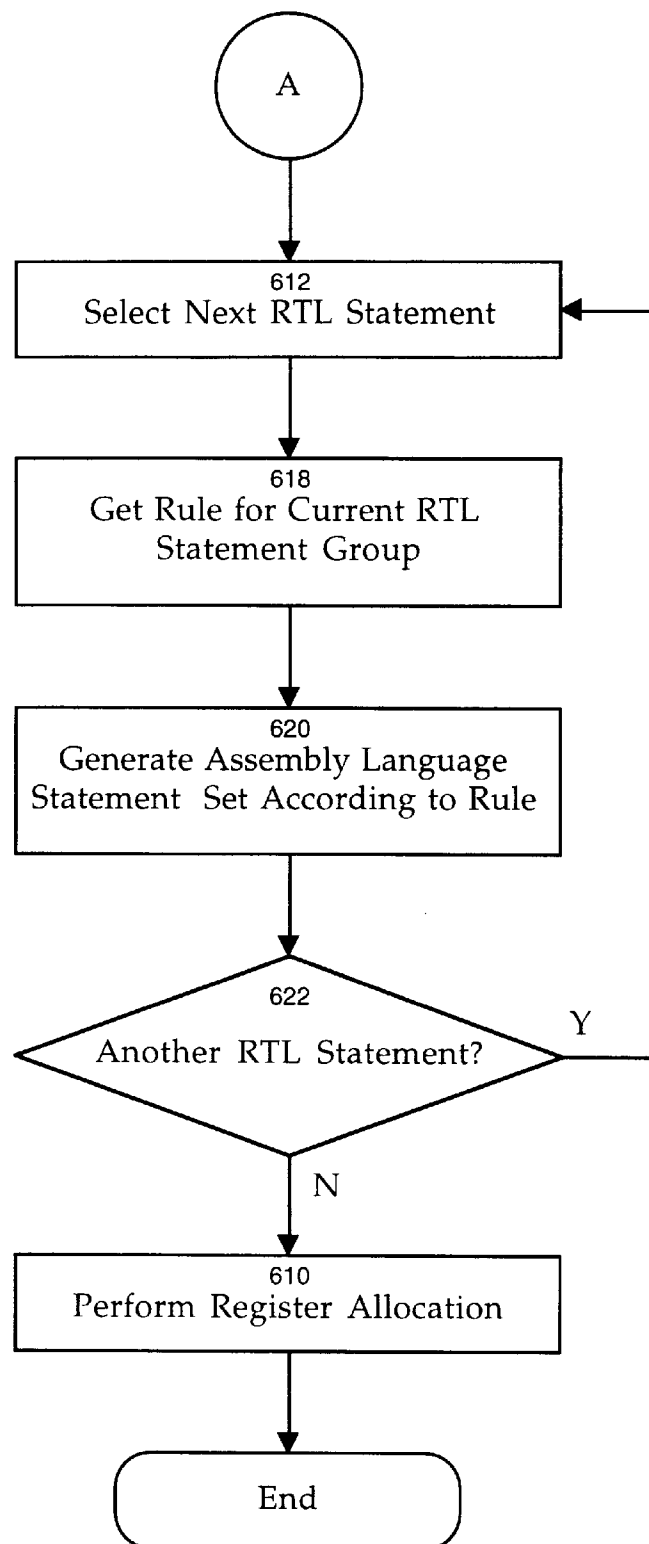 A
612
Select Next RTL Statement
618
Get Rule for Current RTL
Statement Group
620
Generate Assembly Language
Statement Set According to Rule
622
Another RTL Statement?
Y
N
610
Perform Register Allocation
End